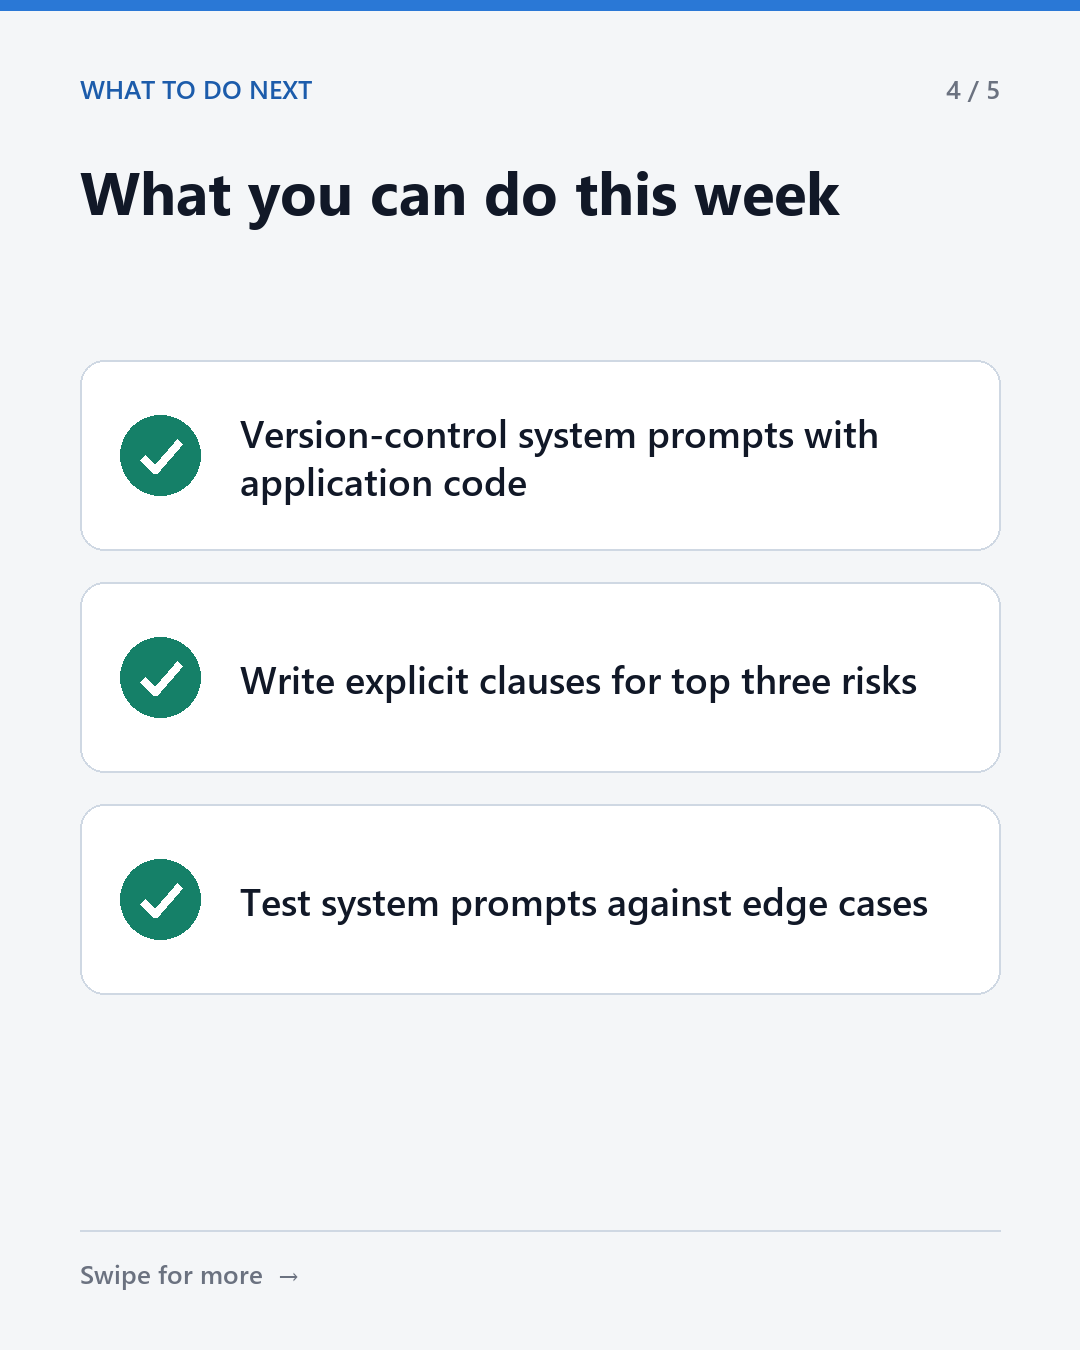 WHAT TO DO NEXT
4 / 5
What you can do this week
Version-control system prompts with
application code
Write explicit clauses for top three risks
Test system prompts against edge cases
Swipe for more →